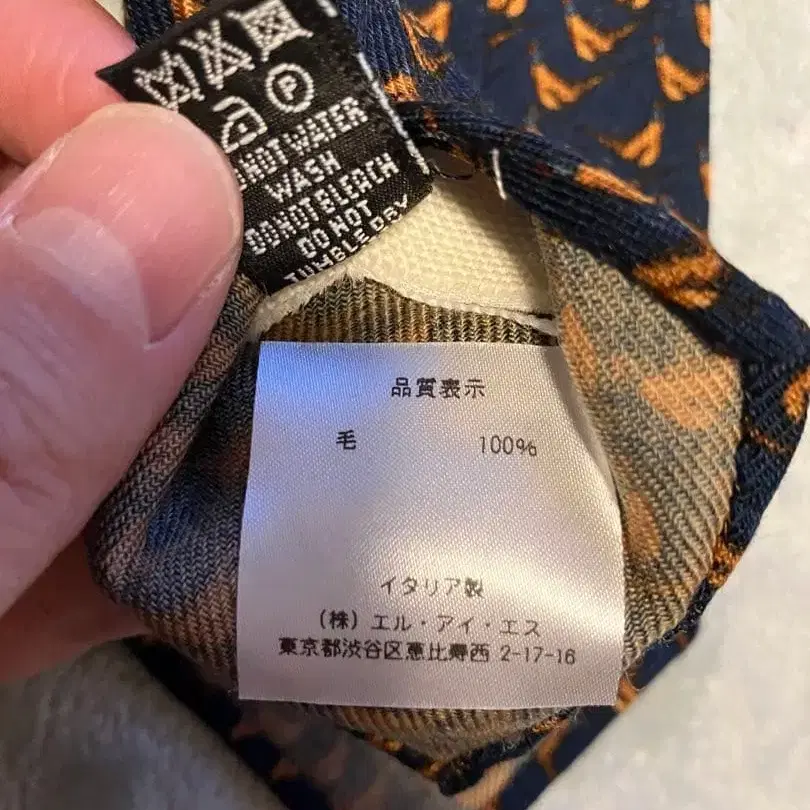 P
DO NOT WATER
WASH
DO NOT BLEACH
DO NOT
TUMBLE DRY
品質表示
毛 100%
イタリア製
(株) エル・アイ・エス
東京都渋谷区恵比寿西 2-17-16